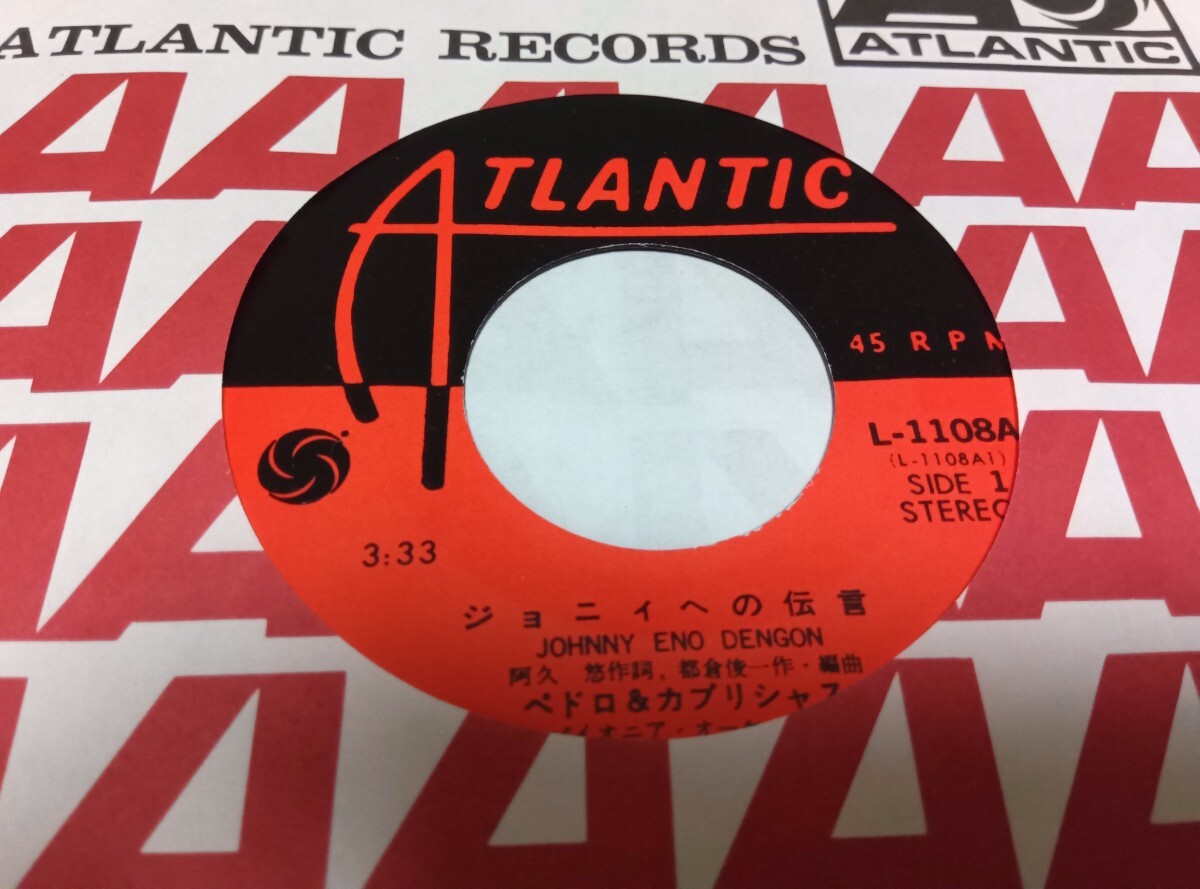 ATLANTIC RECORDS
ATLANTIC
ATLANTIC
45 RPM
L-1108A
(L-1108A1)
SIDE 1
STEREO
3:33
ジョニィへの伝言
JOHNNY ENO DENGON
阿久 悠作詞, 都倉俊一作・編曲
ペドロ&カプリシャス